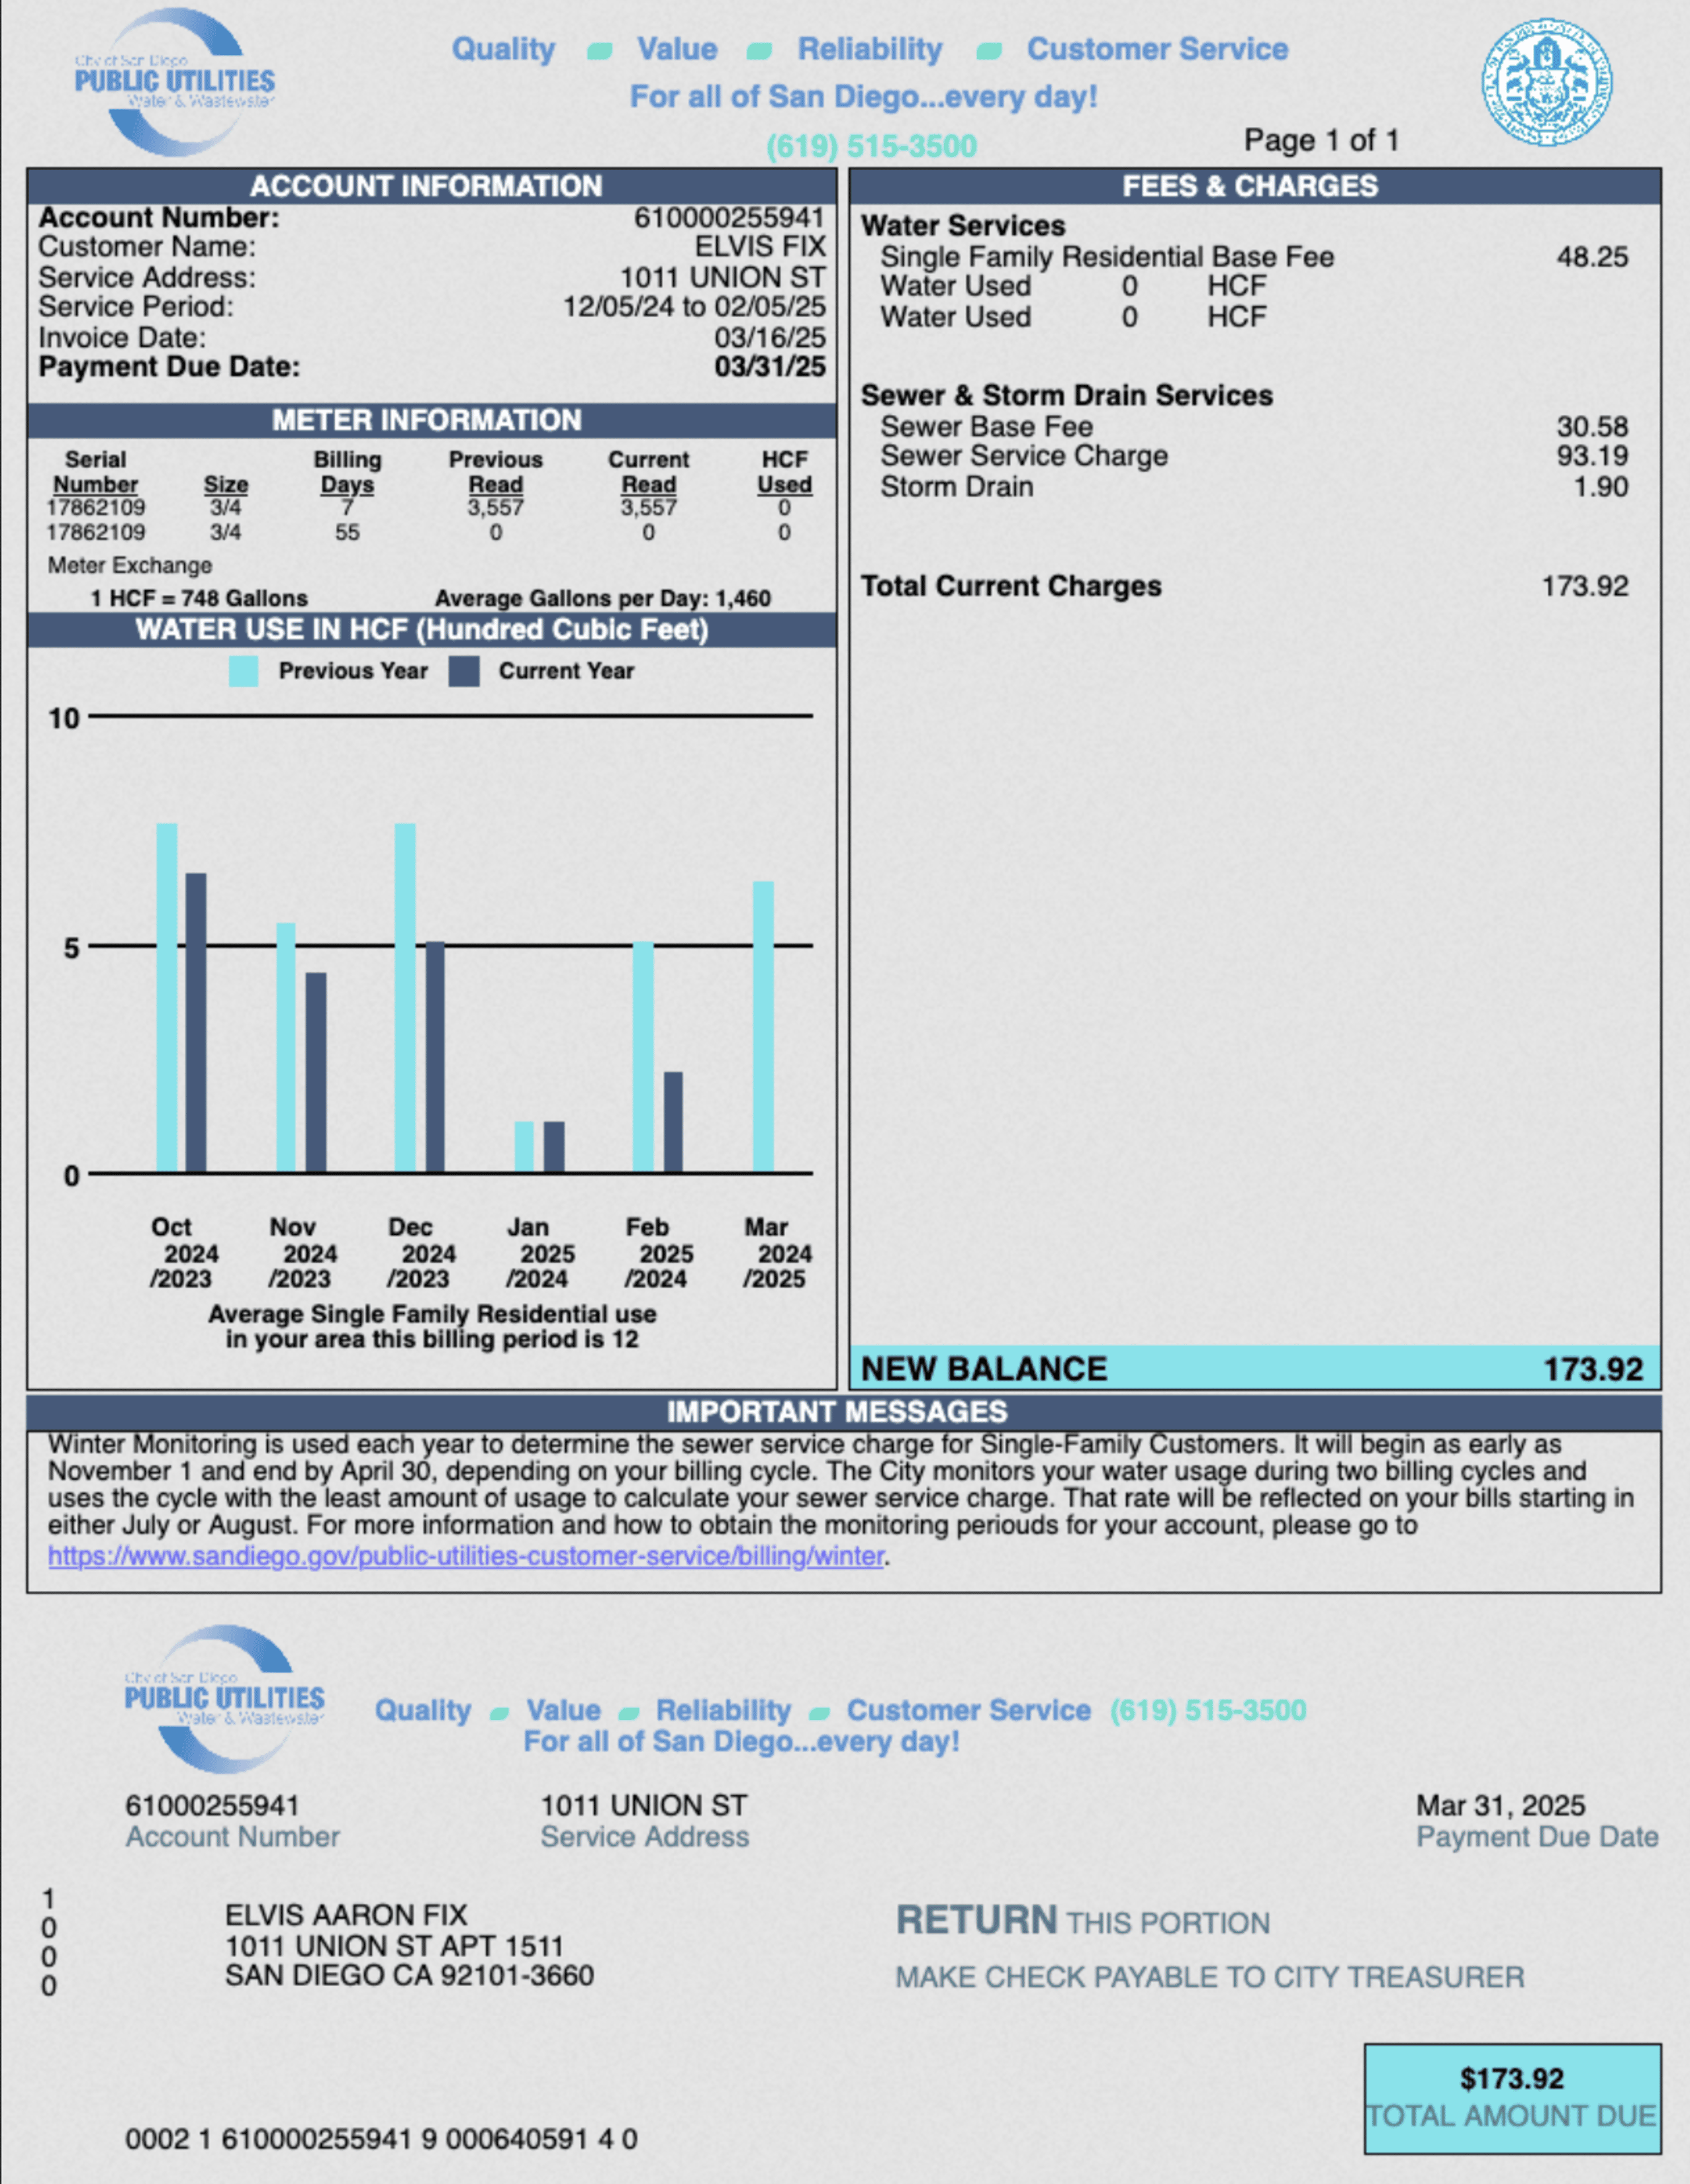 City of San Diego
PUBLIC UTILITIES
Water & Wastewater
Quality Value Reliability Customer Service
For all of San Diego...every day!
(619) 515-3500
Page 1 of 1
ACCOUNT INFORMATION
Account Number: 610000255941
Customer Name: ELVIS FIX
Service Address: 1011 UNION ST
Service Period: 12/05/24 to 02/05/25
Invoice Date: 03/16/25
Payment Due Date: 03/31/25
METER INFORMATION
Serial Billing Previous Current HCF
Number Size Days Read Read Used
17862109 3/4 7 3,557 3,557 0
17862109 3/4 55 0 0 0
Meter Exchange
1 HCF = 748 Gallons Average Gallons per Day: 1,460
WATER USE IN HCF (Hundred Cubic Feet)
Previous Year Current Year
10
5
0
Oct Nov Dec Jan Feb Mar
2024 2024 2024 2025 2025 2024
/2023 /2023 /2023 /2024 /2024 /2025
Average Single Family Residential use
in your area this billing period is 12
FEES & CHARGES
Water Services
Single Family Residential Base Fee 48.25
Water Used 0 HCF
Water Used 0 HCF
Sewer & Storm Drain Services
Sewer Base Fee 30.58
Sewer Service Charge 93.19
Storm Drain 1.90
Total Current Charges 173.92
NEW BALANCE 173.92
IMPORTANT MESSAGES
Winter Monitoring is used each year to determine the sewer service charge for Single-Family Customers. It will begin as early as
November 1 and end by April 30, depending on your billing cycle. The City monitors your water usage during two billing cycles and
uses the cycle with the least amount of usage to calculate your sewer service charge. That rate will be reflected on your bills starting in
either July or August. For more information and how to obtain the monitoring periouds for your account, please go to
https://www.sandiego.gov/public-utilities-customer-service/billing/winter.
City of San Diego
PUBLIC UTILITIES
Water & Wastewater
Quality Value Reliability Customer Service (619) 515-3500
For all of San Diego...every day!
61000255941 1011 UNION ST Mar 31, 2025
Account Number Service Address Payment Due Date
1
0
0
0
ELVIS AARON FIX
1011 UNION ST APT 1511
SAN DIEGO CA 92101-3660
RETURN THIS PORTION
MAKE CHECK PAYABLE TO CITY TREASURER
$173.92
TOTAL AMOUNT DUE
0002 1 610000255941 9 000640591 4 0